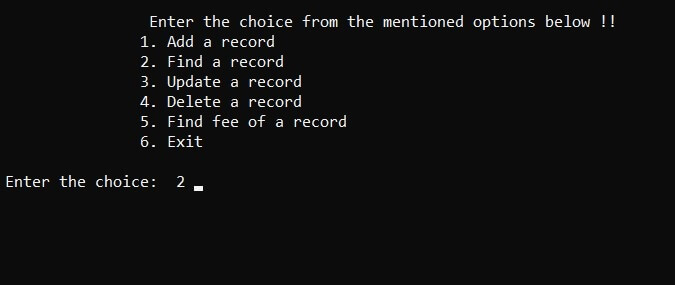 Enter the choice from the mentioned options below !!
1. Add a record
2. Find a record
3. Update a record
4. Delete a record
5. Find fee of a record
6. Exit
Enter the choice:  2